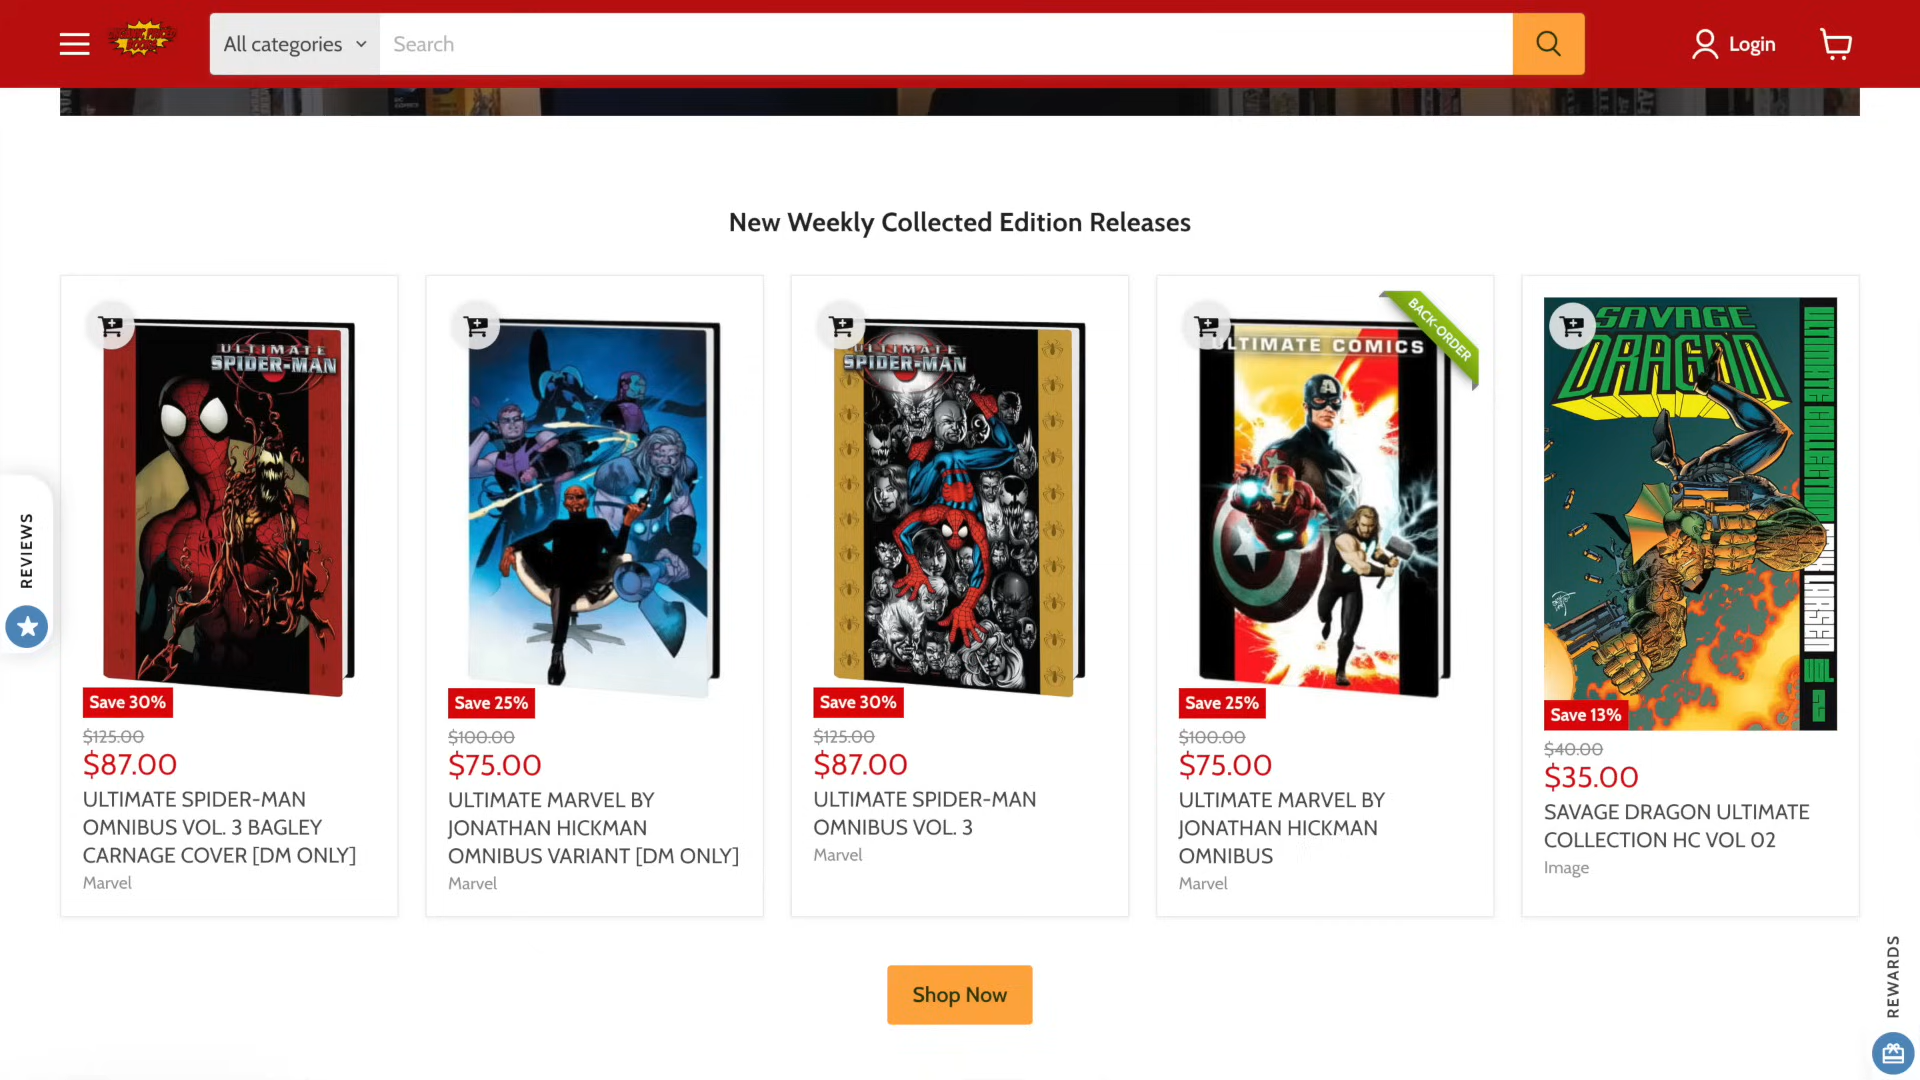 All categories
Search
Login
New Weekly Collected Edition Releases
ULTIMATE
SPIDER-MAN
Save 30%
$125.00
$87.00
ULTIMATE SPIDER-MAN
OMNIBUS VOL. 3 BAGLEY
CARNAGE COVER [DM ONLY]
Marvel
Save 25%
$100.00
$75.00
ULTIMATE MARVEL BY
JONATHAN HICKMAN
OMNIBUS VARIANT [DM ONLY]
Marvel
ULTIMATE
SPIDER-MAN
Save 30%
$125.00
$87.00
ULTIMATE SPIDER-MAN
OMNIBUS VOL. 3
Marvel
BACK-ORDER
ULTIMATE COMICS
Save 25%
$100.00
$75.00
ULTIMATE MARVEL BY
JONATHAN HICKMAN
OMNIBUS
Marvel
SAVAGE
DRAGON
ULTIMATE COLLECTION
VOL 2
Save 13%
$40.00
$35.00
SAVAGE DRAGON ULTIMATE
COLLECTION HC VOL 02
Image
REVIEWS
Shop Now
REWARDS